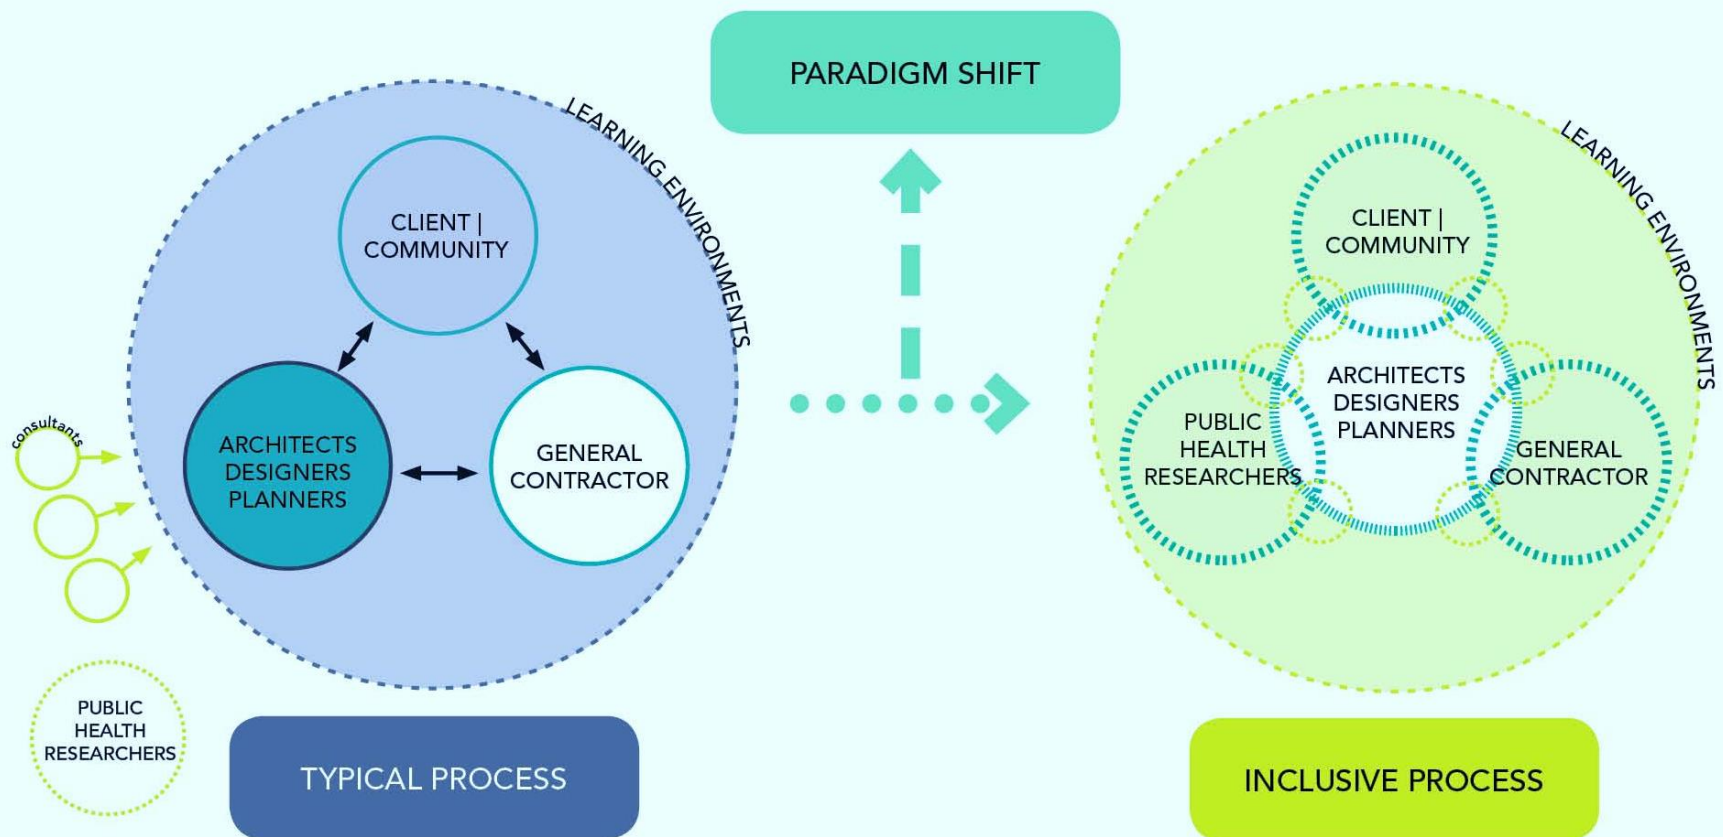 PARADIGM SHIFT
LEARNING ENVIRONMENTS
CLIENT |
COMMUNITY
ARCHITECTS
DESIGNERS
PLANNERS
GENERAL
CONTRACTOR
consultants
PUBLIC
HEALTH
RESEARCHERS
TYPICAL PROCESS
LEARNING ENVIRONMENTS
CLIENT |
COMMUNITY
ARCHITECTS
DESIGNERS
PLANNERS
PUBLIC
HEALTH
RESEARCHERS
GENERAL
CONTRACTOR
INCLUSIVE PROCESS